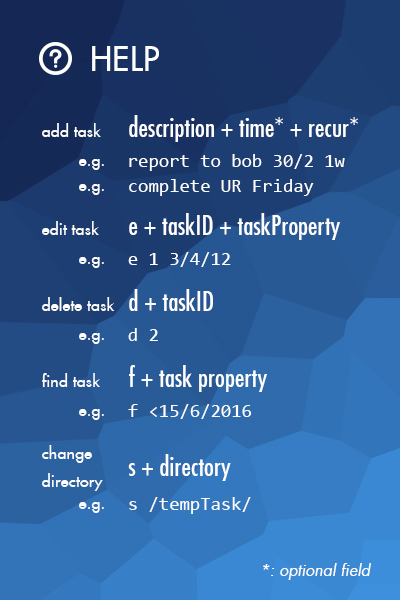 ? HELP
add task description + time* + recur*
e.g. report to bob 30/2 1w
e.g. complete UR Friday
edit task e + taskID + taskProperty
e.g. e 1 3/4/12
delete task d + taskID
e.g. d 2
find task f + task property
e.g. f <15/6/2016
change
directory s + directory
e.g. s /tempTask/
*: optional field